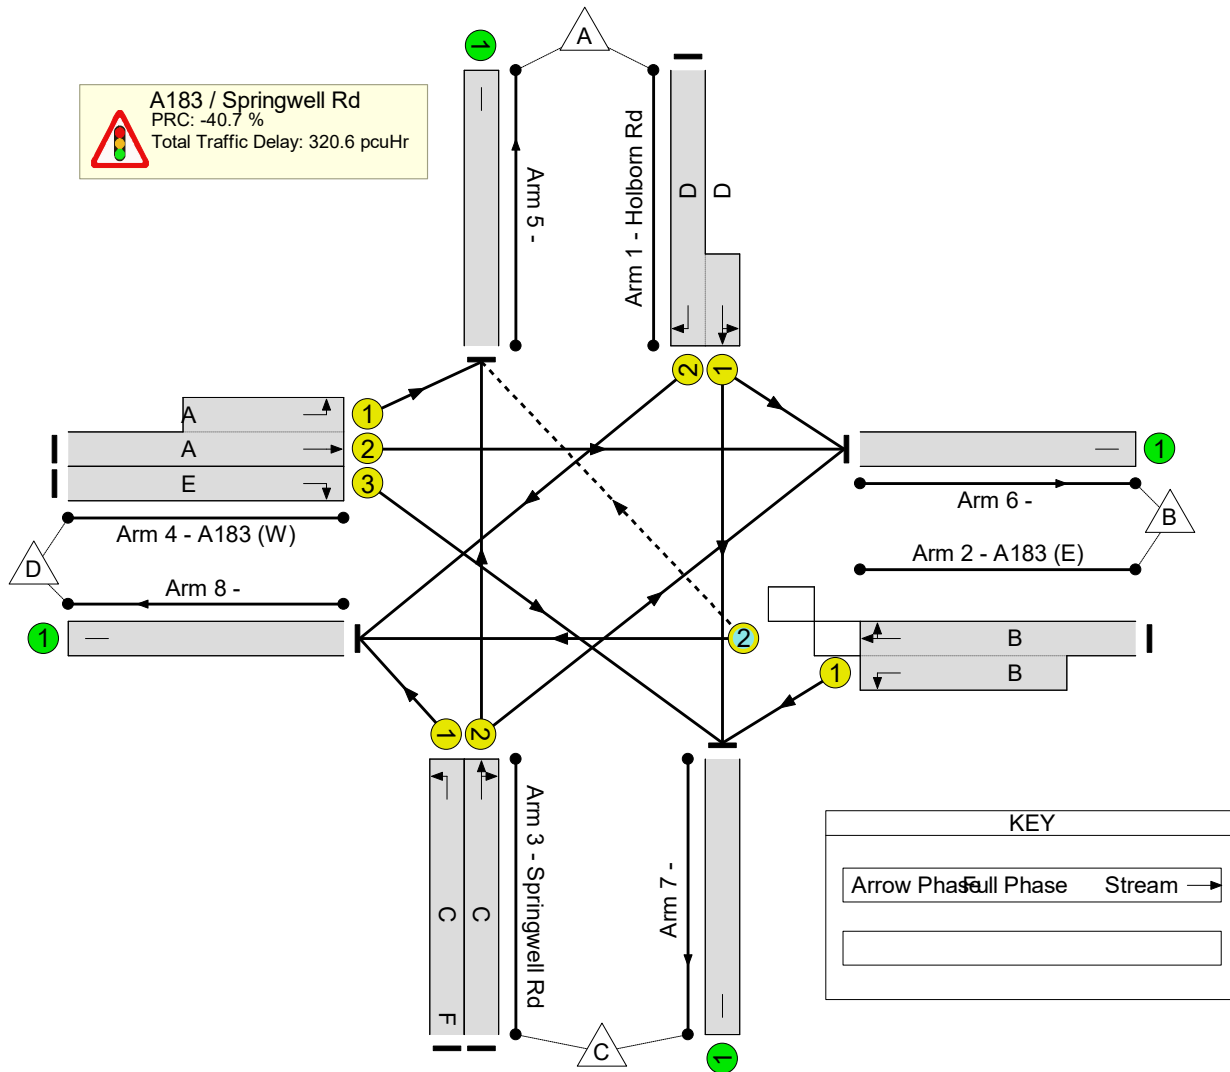 1
A
A183 / Springwell Rd
PRC: -40.7 %
Total Traffic Delay: 320.6 pcuHr
Arm 5 -
Arm 1 - Holborn Rd
D
D
2
1
A
1
A
2
E
3
1
Arm 4 - A183 (W)
Arm 6 -
B
D
Arm 2 - A183 (E)
Arm 8 -
1
2
B
1
B
1
2
C
C
F
Arm 3 - Springwell Rd
Arm 7 -
C
1
KEY
Arrow Phase
Full Phase
Stream